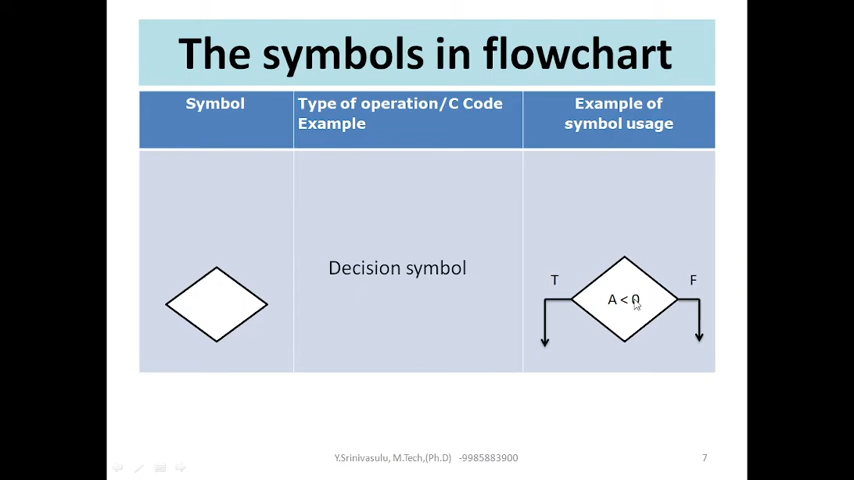 The symbols in flowchart
Symbol
Type of operation/C Code
Example
Example of
symbol usage
Decision symbol
T
F
A < 0
Y.Srinivasulu, M.Tech,(Ph.D) -9985883900
7